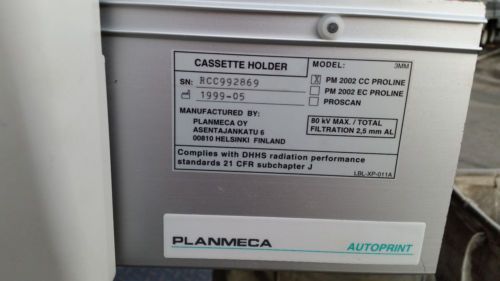 CASSETTE HOLDER
SN: RCC992869
1999-05
MANUFACTURED BY:
PLANMECA OY
ASENTAJANKATU 6
00810 HELSINKI FINLAND
MODEL: 3MM
X PM 2002 CC PROLINE
PM 2002 EC PROLINE
PROSCAN
80 kV MAX. / TOTAL
FILTRATION 2,5 mm AL
Complies with DHHS radiation performance
standards 21 CFR subchapter J
LBL-XP-011A
PLANMECA
AUTOPRINT